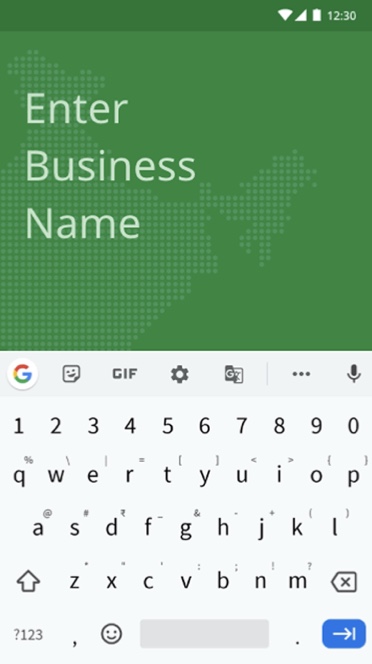 12:30
Enter
Business
Name
G GIF G
1 2 3 4 5 6 7 8 9 0
% \ | = [ ] < > { }
q w e r t y u i o p
@ # ₹ _ & - + ( )
a s d f g h j k l
* " ' : ; ! ?
z x c v b n m
?123 , .